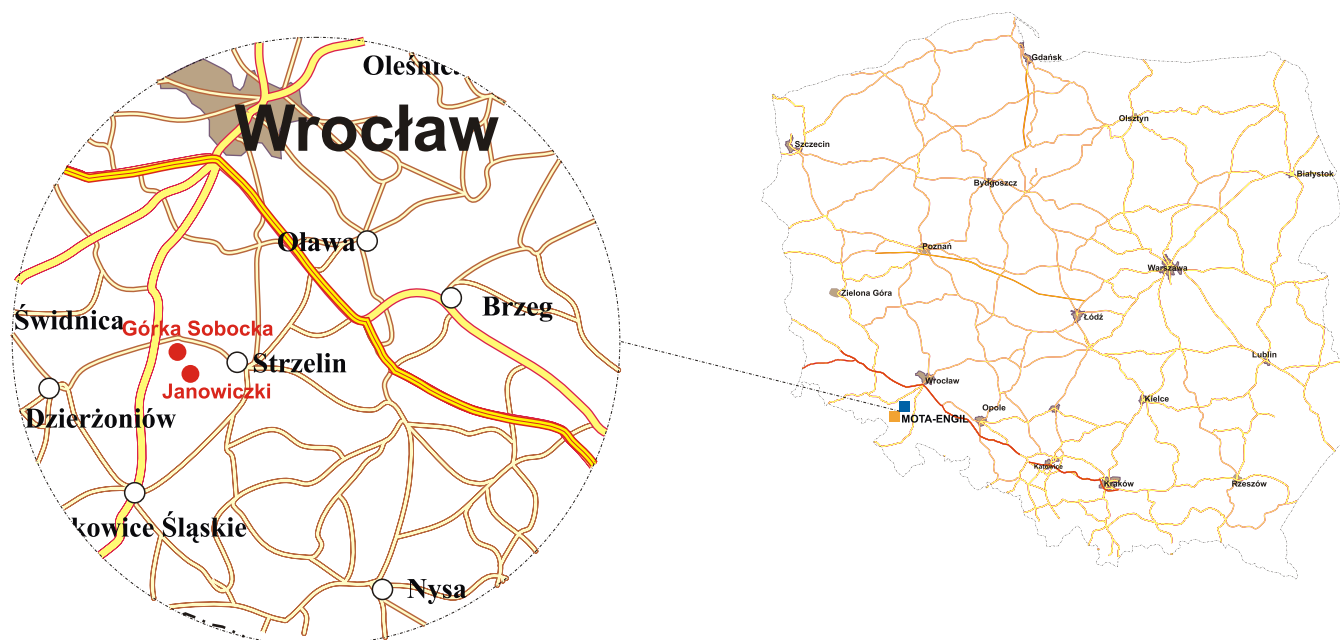 Oleśnic
Wrocław
Oława
Brzeg
Świdnica
Górka Sobocka
Strzelin
Janowiczki
Dzierżoniów
kowice Śląskie
Nysa
Gdańsk
Olsztyn
Szczecin
Białystok
Bydgoszcz
Poznań
Warszawa
Zielona Góra
Łódź
Lublin
Wrocław
Kielce
Opole
MOTA-ENGIL
Katowice
Kraków
Rzeszów